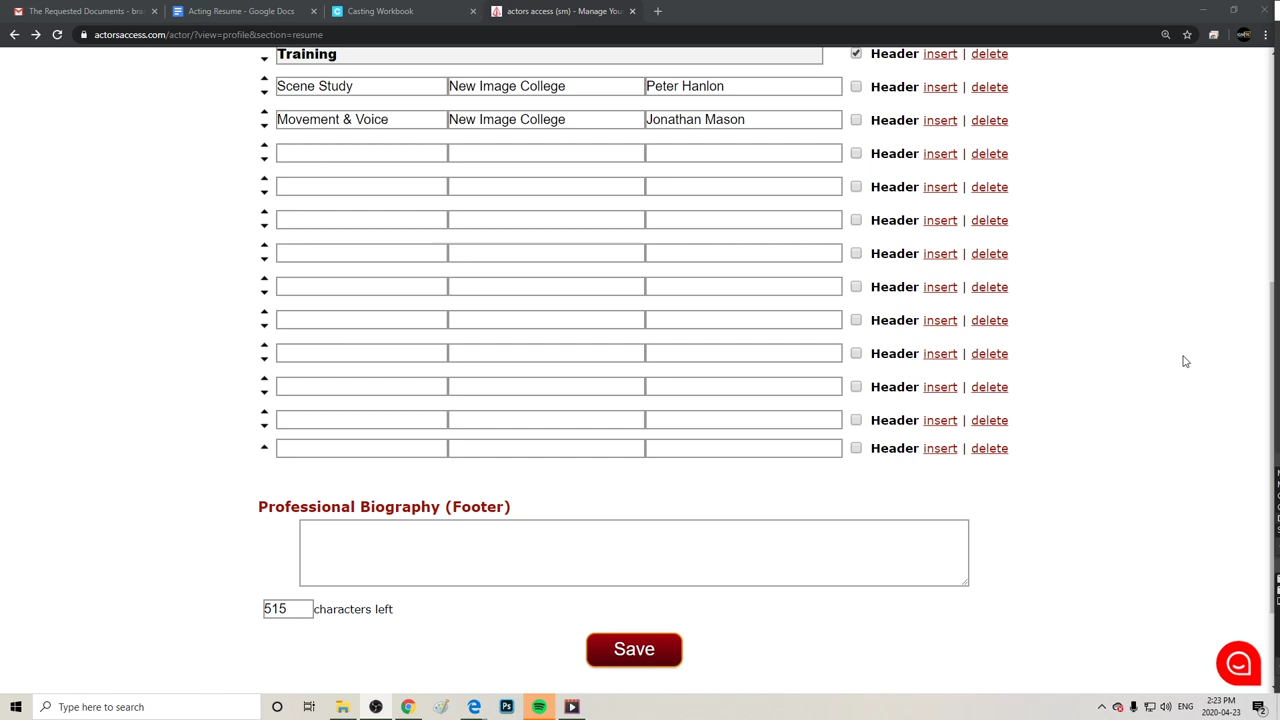 The Requested Documents - bran
Acting Resume - Google Docs
Casting Workbook
actors access (sm) - Manage You
actorsaccess.com/actor/?view=profile&section=resume
Training Header insert | delete
Scene Study New Image College Peter Hanlon Header insert | delete
Movement & Voice New Image College Jonathan Mason Header insert | delete
Header insert | delete
Header insert | delete
Header insert | delete
Header insert | delete
Header insert | delete
Header insert | delete
Header insert | delete
Header insert | delete
Header insert | delete
Header insert | delete
Professional Biography (Footer)
515 characters left
Save
Type here to search
ENG
2:23 PM
2020-04-23